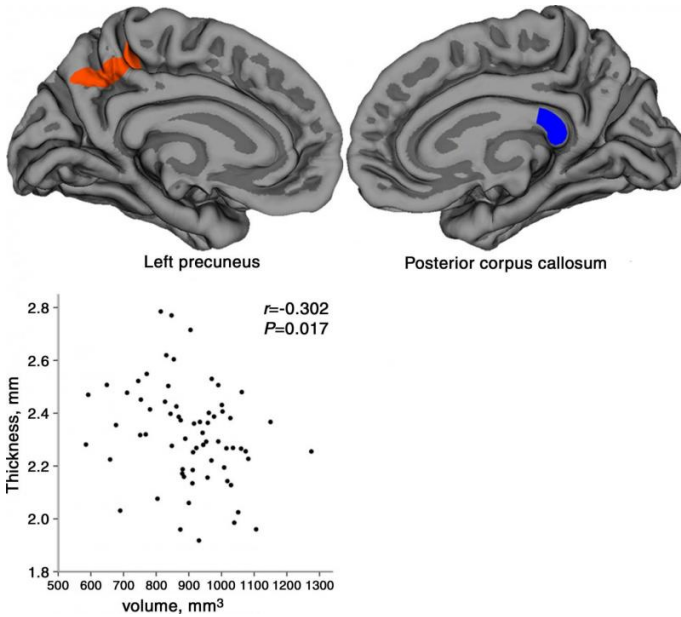 Left precuneus
Posterior corpus callosum
r=-0.302
P=0.017
Thickness, mm
2.8
2.6
2.4
2.2
2.0
1.8
500 600 700 800 900 1000 1100 1200 1300
volume, mm³